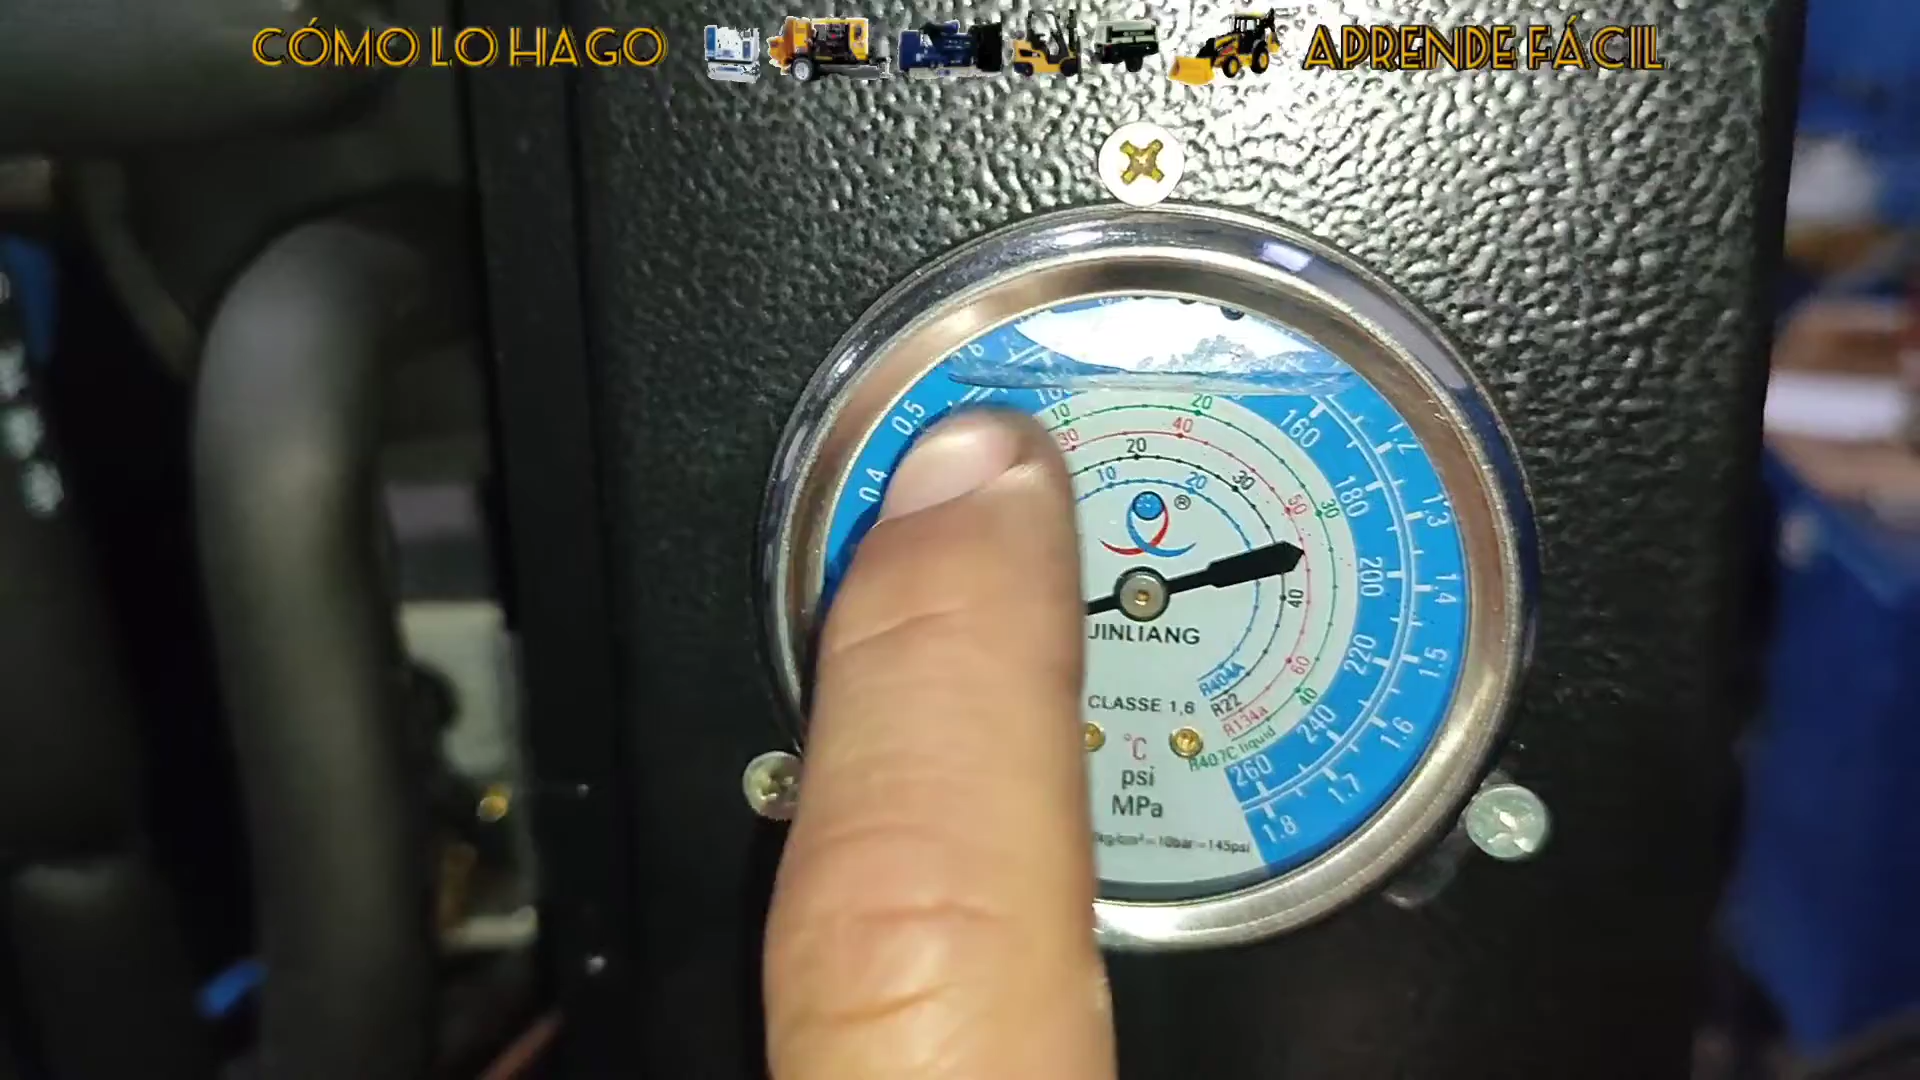 CÓMO LO HAGO APRENDE FÁCIL
0.4
0.5
160
180
200
220
240
260
1.2
1.3
1.4
1.5
1.6
1.7
1.8
10
20
30
40
30
40
50
60
20
30
40
10
20
®
JINLIANG
CLASSE 1,6
R404A
R22
R134a
R407C liquid
°C
psi
MPa
=10bar=145psi